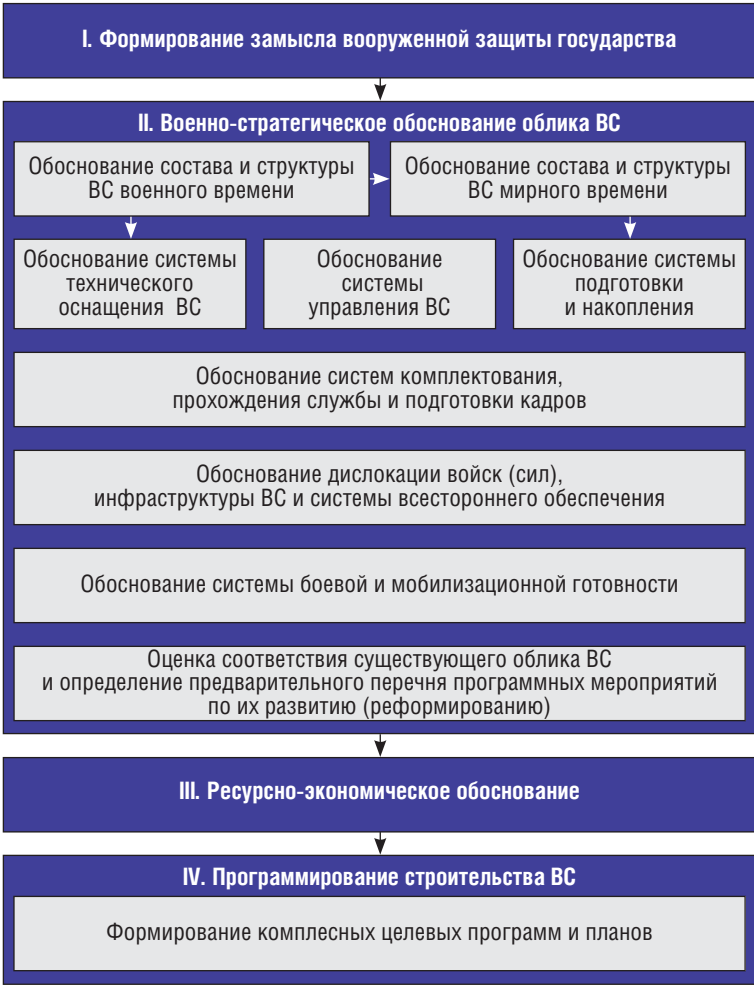 I. Формирование замысла вооруженной защиты государства
II. Военно-стратегическое обоснование облика ВС
Обоснование состава и структуры
ВС военного времени
Обоснование состава и структуры
ВС мирного времени
Обоснование системы
технического
оснащения ВС
Обоснование
системы
управления ВС
Обоснование системы
подготовки
и накопления
Обоснование систем комплектования,
прохождения службы и подготовки кадров
Обоснование дислокации войск (сил),
инфраструктуры ВС и системы всестороннего обеспечения
Обоснование системы боевой и мобилизационной готовности
Оценка соответствия существующего облика ВС
и определение предварительного перечня программных мероприятий
по их развитию (реформированию)
III. Ресурсно-экономическое обоснование
IV. Программирование строительства ВС
Формирование комплесных целевых программ и планов